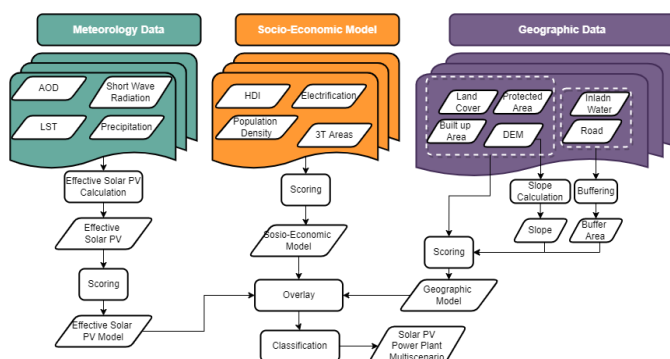 Meteorology Data
Socio-Economic Model
Geographic Data
AOD
Short Wave
Radiation
LST
Precipitation
HDI
Electrification
Population
Density
3T Areas
Land
Cover
Protected
Area
Built up
Area
DEM
Inladn
Water
Road
Effective Solar PV
Calculation
Effective
Solar PV
Scoring
Effective Solar
PV Model
Scoring
Sosio-Economic
Model
Overlay
Classification
Solar PV
Power Plant
Multiscenario
Slope
Calculation
Buffering
Slope
Buffer
Area
Scoring
Geographic
Model